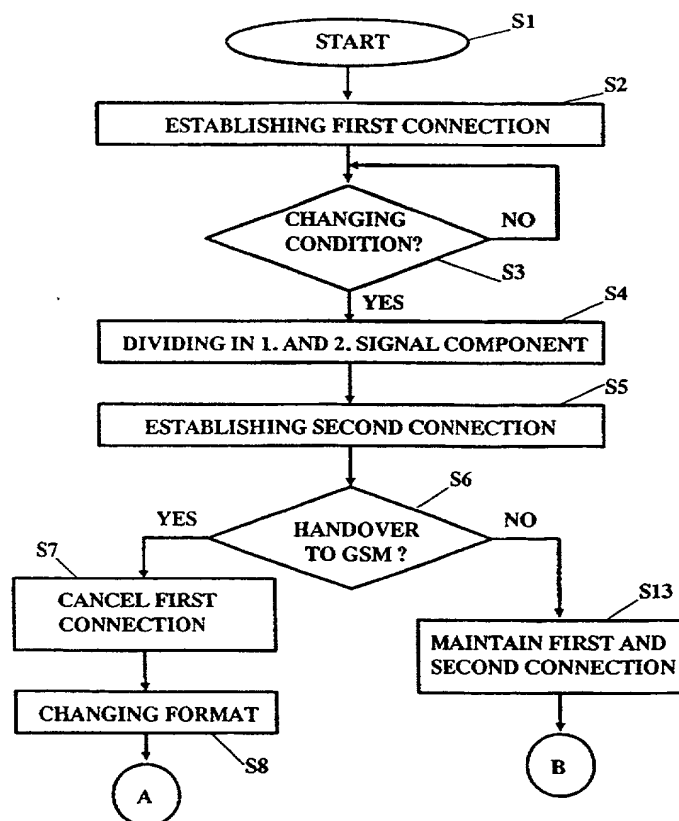 START
S1
S2
ESTABLISHING FIRST CONNECTION
CHANGING
CONDITION?
NO
S3
YES
S4
DIVIDING IN 1. AND 2. SIGNAL COMPONENT
S5
ESTABLISHING SECOND CONNECTION
S6
YES
HANDOVER
TO GSM ?
NO
S7
CANCEL FIRST
CONNECTION
S13
MAINTAIN FIRST AND
SECOND CONNECTION
CHANGING FORMAT
S8
A
B